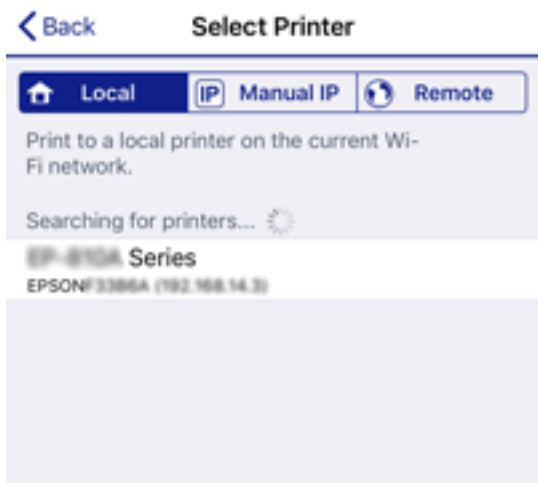 Back Select Printer
Local IP Manual IP Remote
Print to a local printer on the current Wi-
Fi network.
Searching for printers...
Series
EPSON